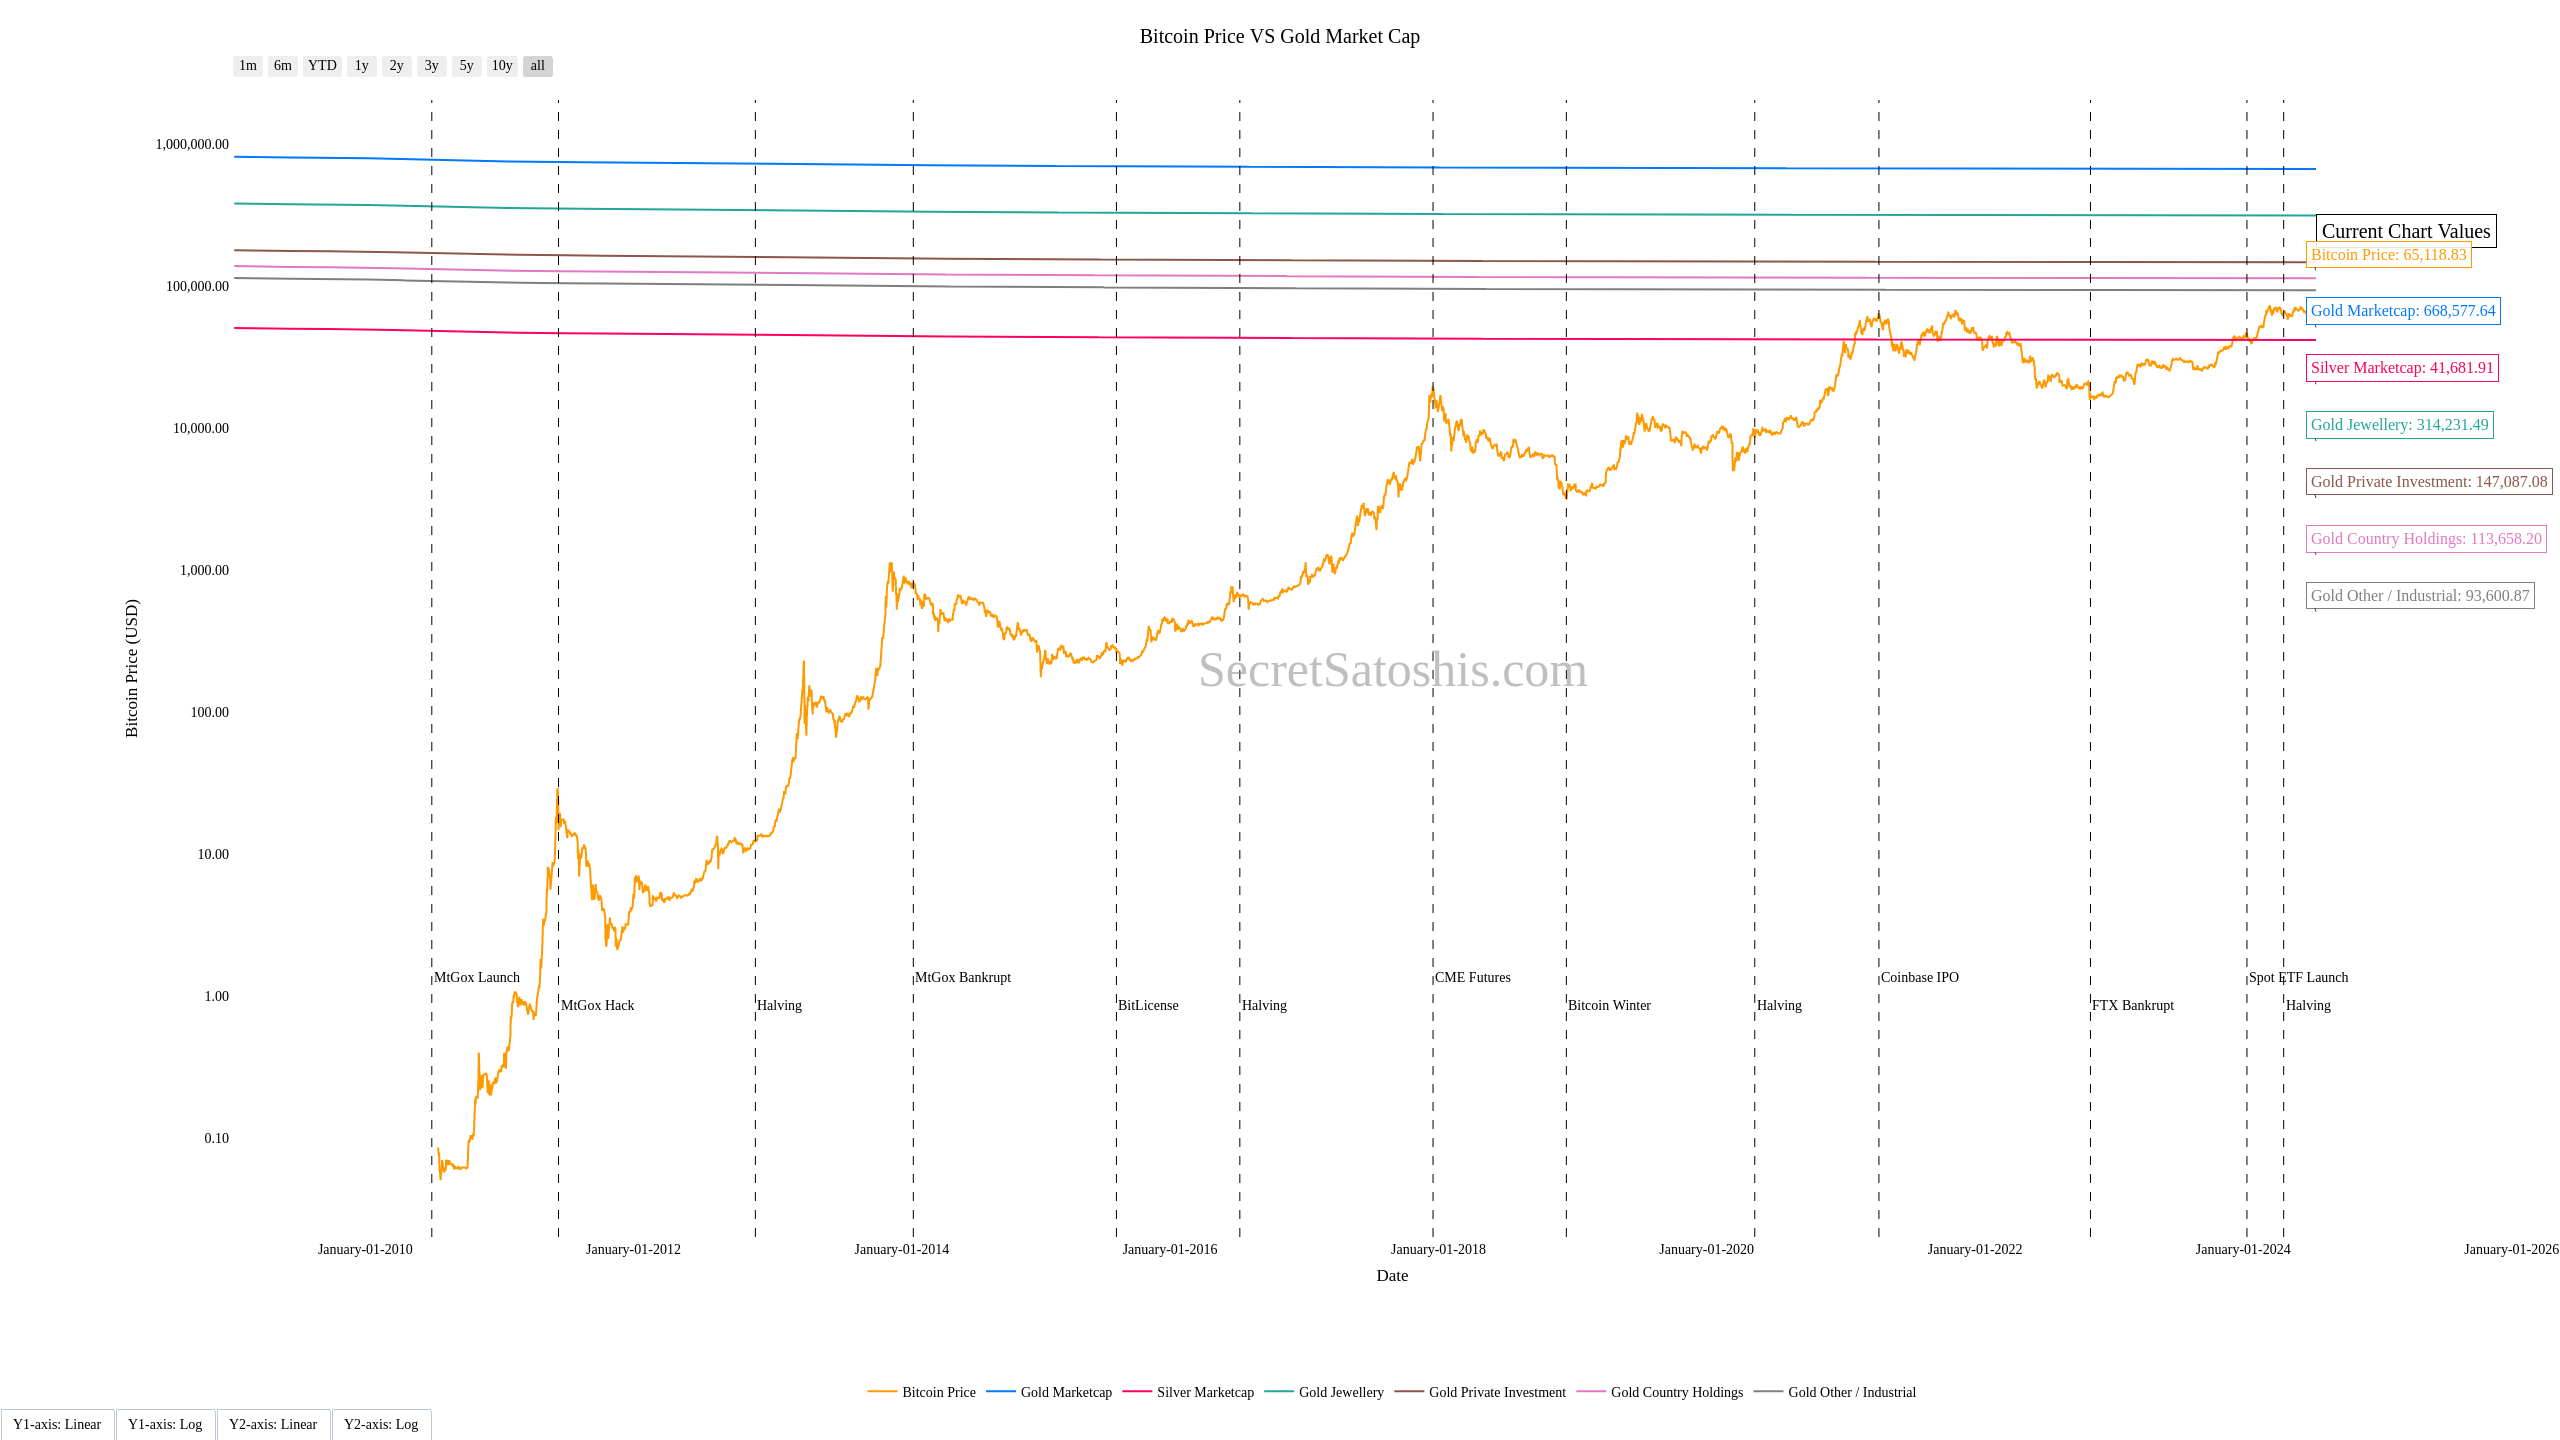 Bitcoin Price VS Gold Market Cap
1m 6m YTD 1y 2y 3y 5y 10y all
1,000,000.00
100,000.00
10,000.00
1,000.00
100.00
10.00
1.00
0.10
Bitcoin Price (USD)
Current Chart Values
Bitcoin Price: 65,118.83
Gold Marketcap: 668,577.64
Silver Marketcap: 41,681.91
Gold Jewellery: 314,231.49
Gold Private Investment: 147,087.08
Gold Country Holdings: 113,658.20
Gold Other / Industrial: 93,600.87
SecretSatoshis.com
MtGox Launch
MtGox Hack
Halving
MtGox Bankrupt
BitLicense
Halving
CME Futures
Bitcoin Winter
Halving
Coinbase IPO
FTX Bankrupt
Spot ETF Launch
Halving
January-01-2010 January-01-2012 January-01-2014 January-01-2016 January-01-2018 January-01-2020 January-01-2022 January-01-2024 January-01-2026
Date
Bitcoin Price Gold Marketcap Silver Marketcap Gold Jewellery Gold Private Investment Gold Country Holdings Gold Other / Industrial
Y1-axis: Linear Y1-axis: Log Y2-axis: Linear Y2-axis: Log